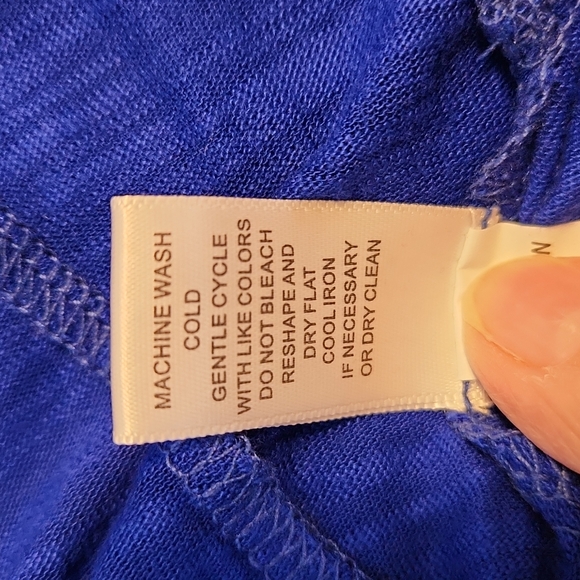 MACHINE WASH
COLD
GENTLE CYCLE
WITH LIKE COLORS
DO NOT BLEACH
RESHAPE AND
DRY FLAT
COOL IRON
IF NECESSARY
OR DRY CLEAN